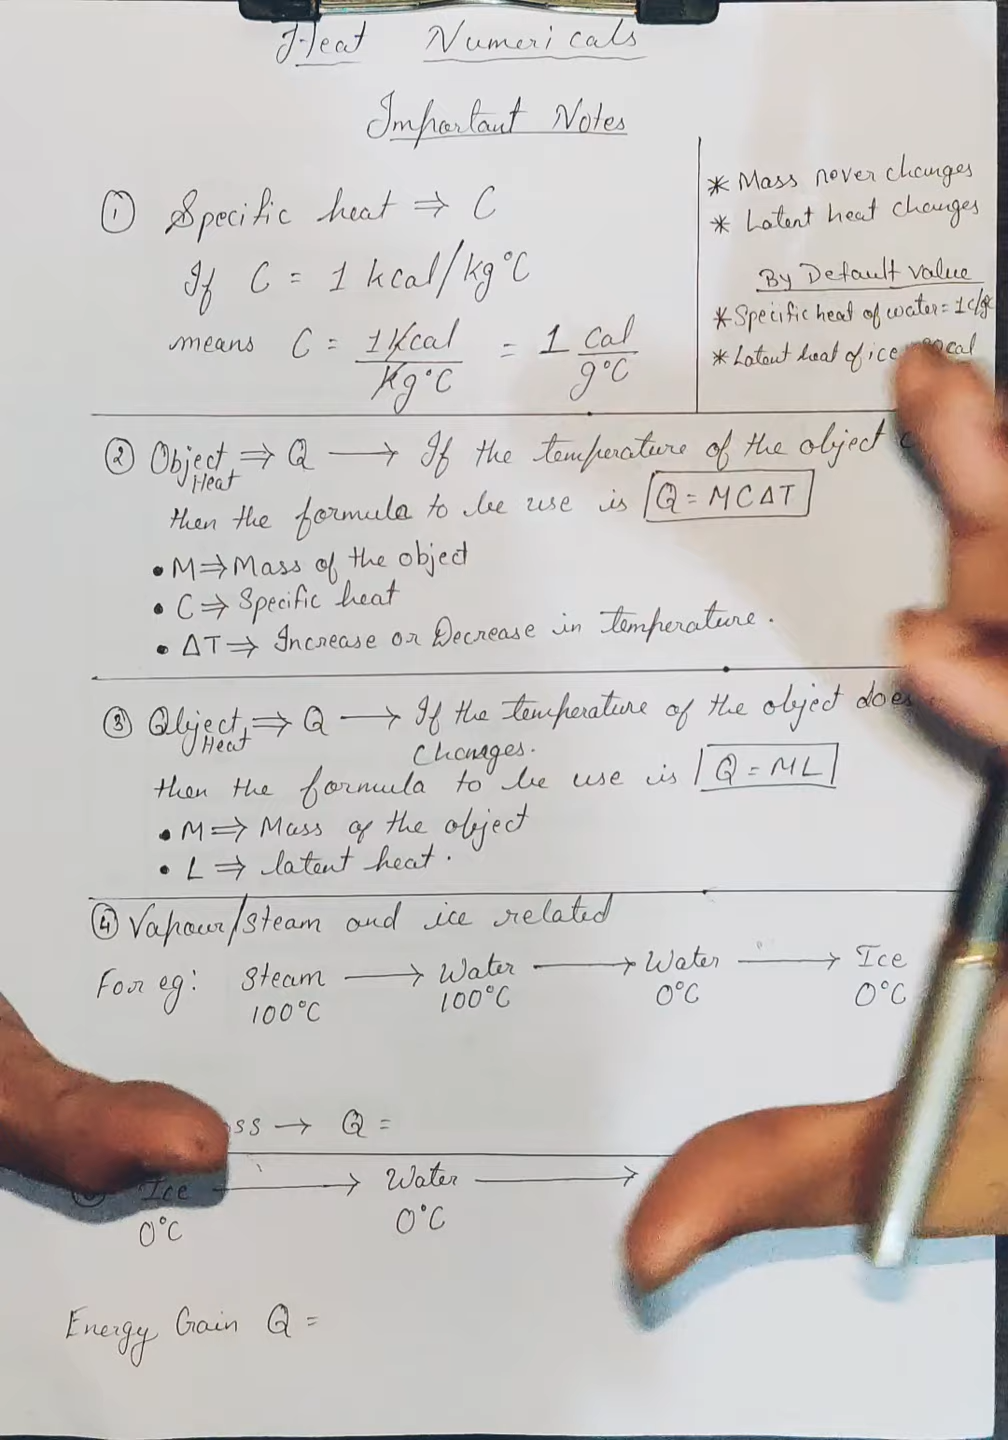 Heat Numericals
Important Notes
① Specific heat ⇒ C
If C = 1 kcal/kg°C
means C = 1 Kcal / Kg°C = 1 Cal / g°C
* Mass never changes
* Latent heat changes
By Default value
* Specific heat of water = 1 c/g
* Latent heat of ice cal
② Object Heat ⇒ Q → If the temperature of the object
then the formula to be use is Q = MCΔT
• M ⇒ Mass of the object
• C ⇒ Specific heat
• ΔT ⇒ Increase or Decrease in temperature.
③ Object Heat ⇒ Q → If the temperature of the object does
changes.
then the formula to be use is Q = ML
• M ⇒ Mass of the object
• L ⇒ latent heat.
④ Vapour/Steam and ice related
For eg: Steam → Water → Water → Ice
100°C 100°C 0°C 0°C
ss → Q =
Ice → Water →
0°C 0°C
Energy Gain Q =